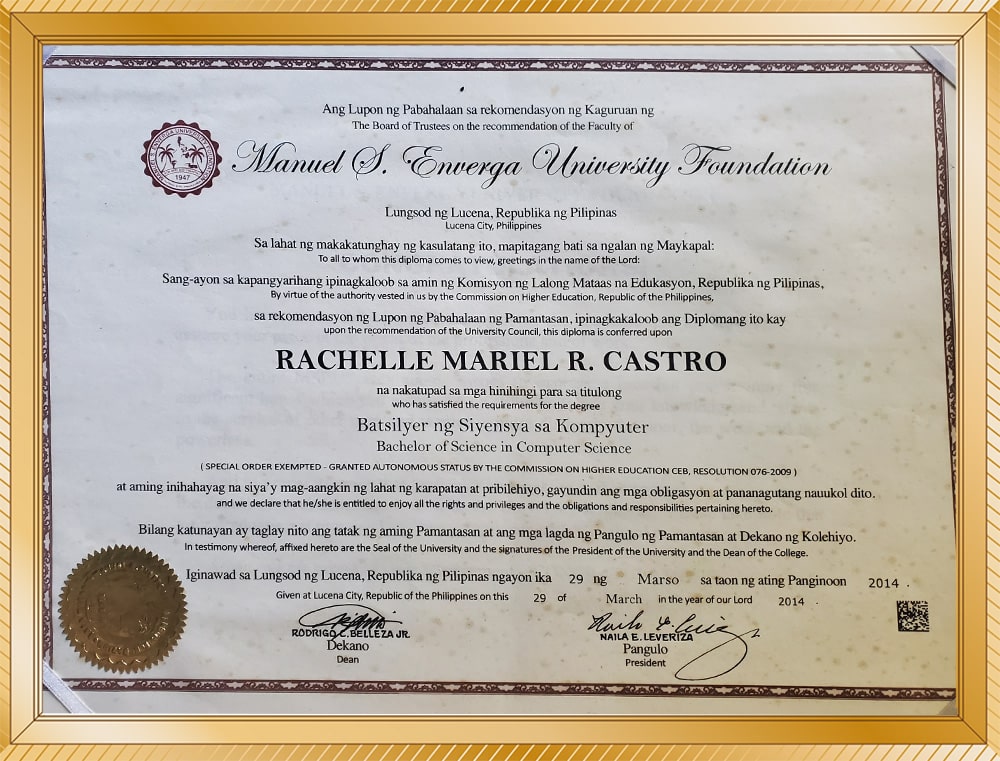 Ang Lupon ng Pabahalaan sa rekomendasyon ng Kaguruan ng
The Board of Trustees on the recommendation of the Faculty of
Manuel S. Enverga University Foundation
1947
Lungsod ng Lucena, Republika ng Pilipinas
Lucena City, Philippines
Sa lahat ng makakatunghay ng kasulatang ito, mapitagang bati sa ngalan ng Maykapal:
To all to whom this diploma comes to view, greetings in the name of the Lord:
Sang-ayon sa kapangyarihang ipinagkaloob sa amin ng Komisyon ng Lalong Mataas na Edukasyon, Republika ng Pilipinas,
By virtue of the authority vested in us by the Commission on Higher Education, Republic of the Philippines,
sa rekomendasyon ng Lupon ng Pabahalaan ng Pamantasan, ipinagkakaloob ang Diplomang ito kay
upon the recommendation of the University Council, this diploma is conferred upon
RACHELLE MARIEL R. CASTRO
na nakatupad sa mga hinihingi para sa titulong
who has satisfied the requirements for the degree
Batsilyer ng Siyensya sa Kompyuter
Bachelor of Science in Computer Science
( SPECIAL ORDER EXEMPTED - GRANTED AUTONOMOUS STATUS BY THE COMMISSION ON HIGHER EDUCATION CEB, RESOLUTION 076-2009 )
at aming inihahayag na siya'y mag-aangkin ng lahat ng karapatan at pribilehiyo, gayundin ang mga obligasyon at pananagutang nauukol dito.
and we declare that he/she is entitled to enjoy all the rights and privileges and the obligations and responsibilities pertaining hereto.
Bilang katunayan ay taglay nito ang tatak ng aming Pamantasan at ang mga lagda ng Pangulo ng Pamantasan at Dekano ng Kolehiyo.
In testimony whereof, affixed hereto are the Seal of the University and the signatures of the President of the University and the Dean of the College.
Iginawad sa Lungsod ng Lucena, Republika ng Pilipinas ngayon ika 29 ng Marso sa taon ng ating Panginoon 2014 .
Given at Lucena City, Republic of the Philippines on this 29 of March in the year of our Lord 2014 .
RODRIGO C. BELLEZA JR.
Dekano
Dean
NAILA E. LEVERIZA
Pangulo
President